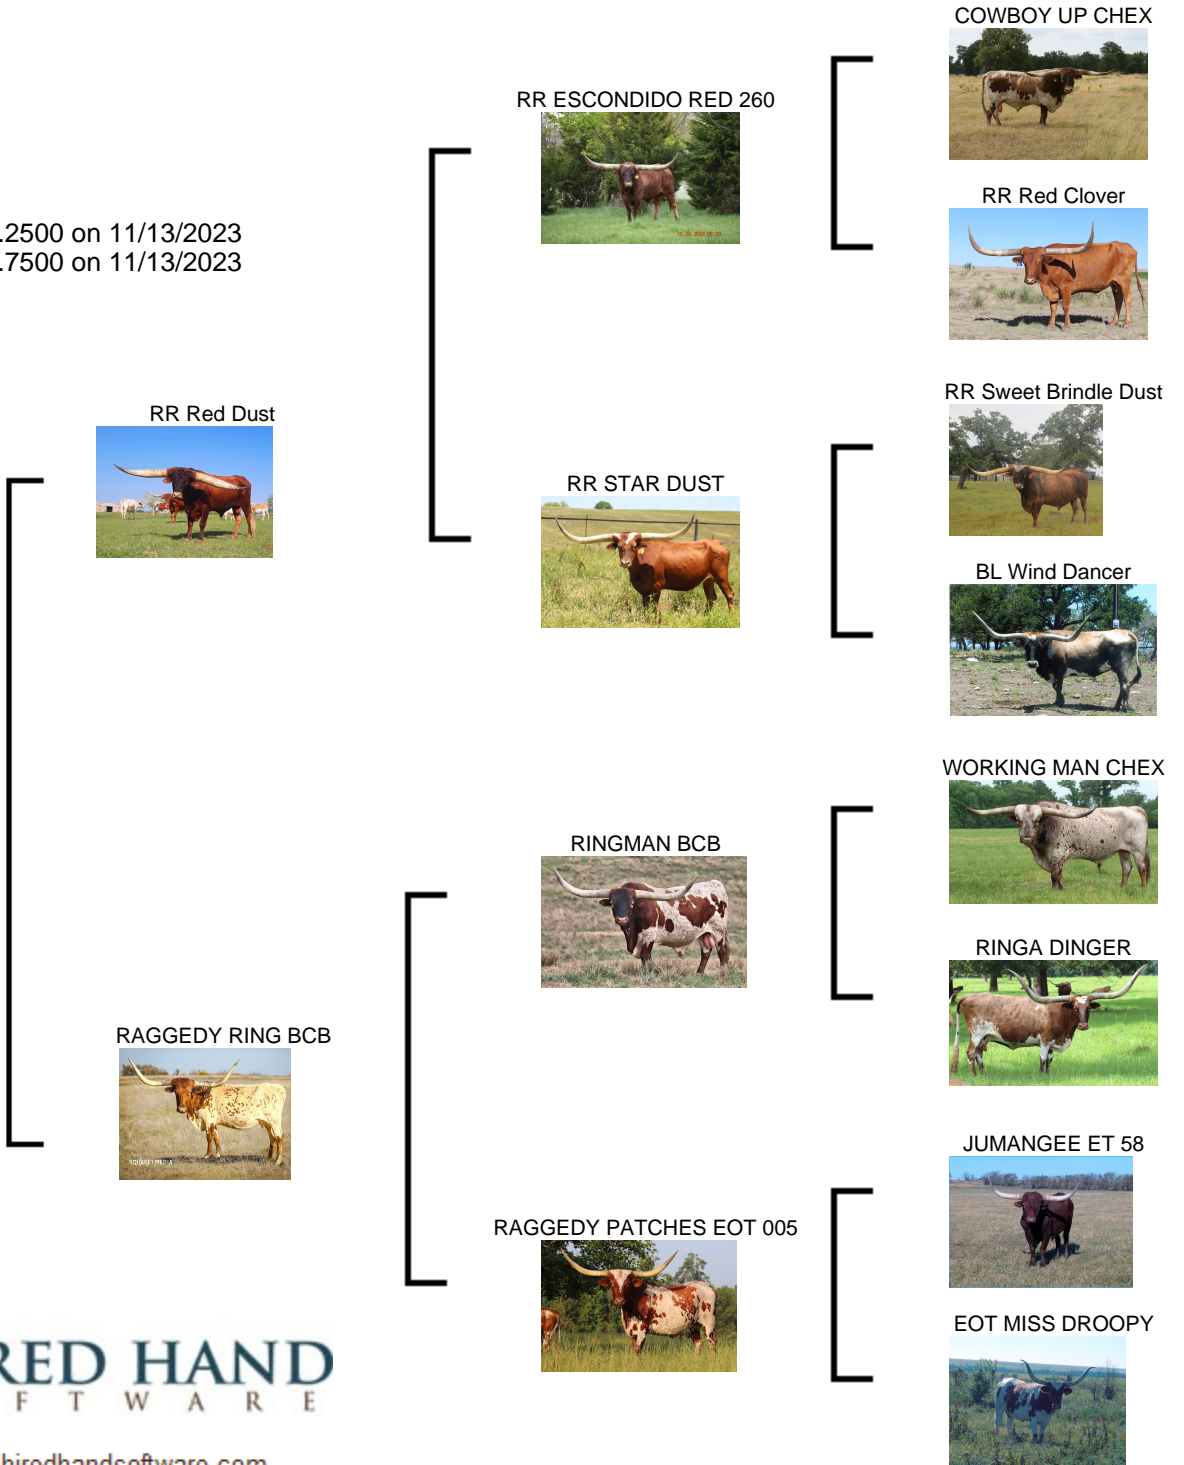 COWBOY UP CHEX
RR ESCONDIDO RED 260
RR Red Clover
.2500 on 11/13/2023
.7500 on 11/13/2023
RR Sweet Brindle Dust
RR Red Dust
RR STAR DUST
BL Wind Dancer
WORKING MAN CHEX
RINGMAN BCB
RINGA DINGER
RAGGEDY RING BCB
JUMANGEE ET 58
RAGGEDY PATCHES EOT 005
EOT MISS DROOPY
RED HAND
F T W A R E
hiredhandsoftware.com